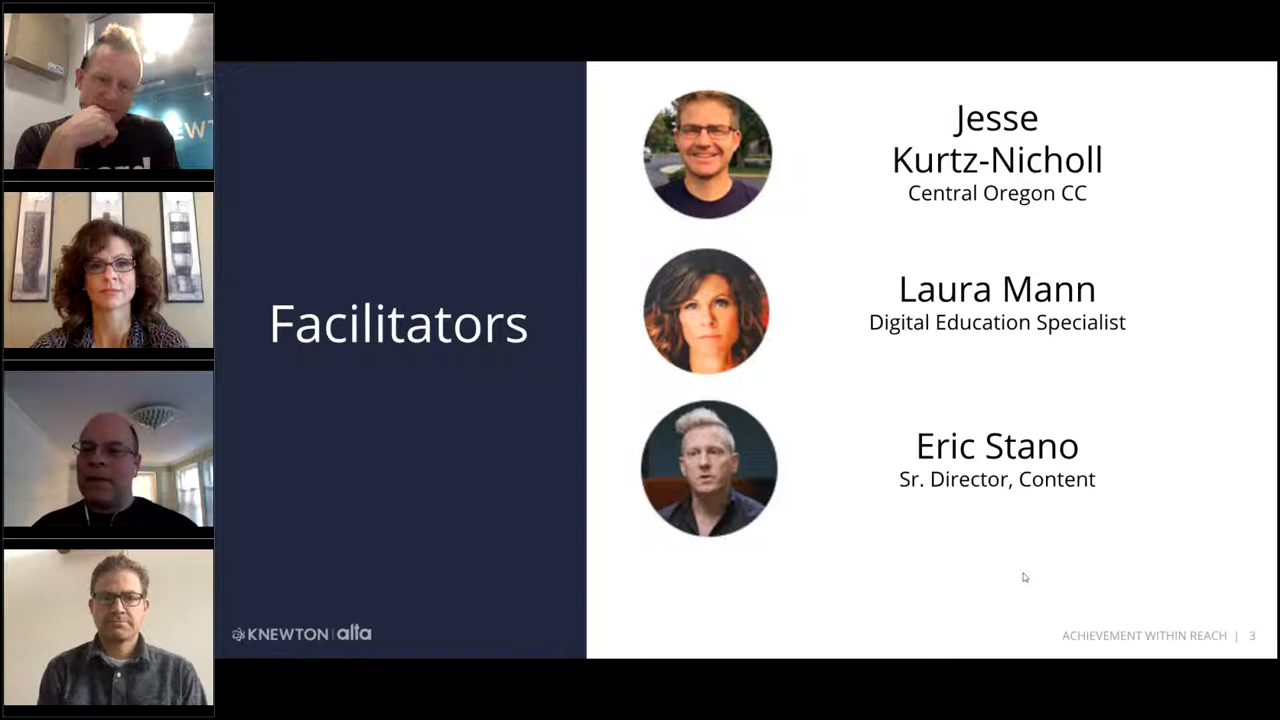 Facilitators
Jesse
Kurtz-Nicholl
Central Oregon CC
Laura Mann
Digital Education Specialist
Eric Stano
Sr. Director, Content
KNEWTON | alta
ACHIEVEMENT WITHIN REACH | 3